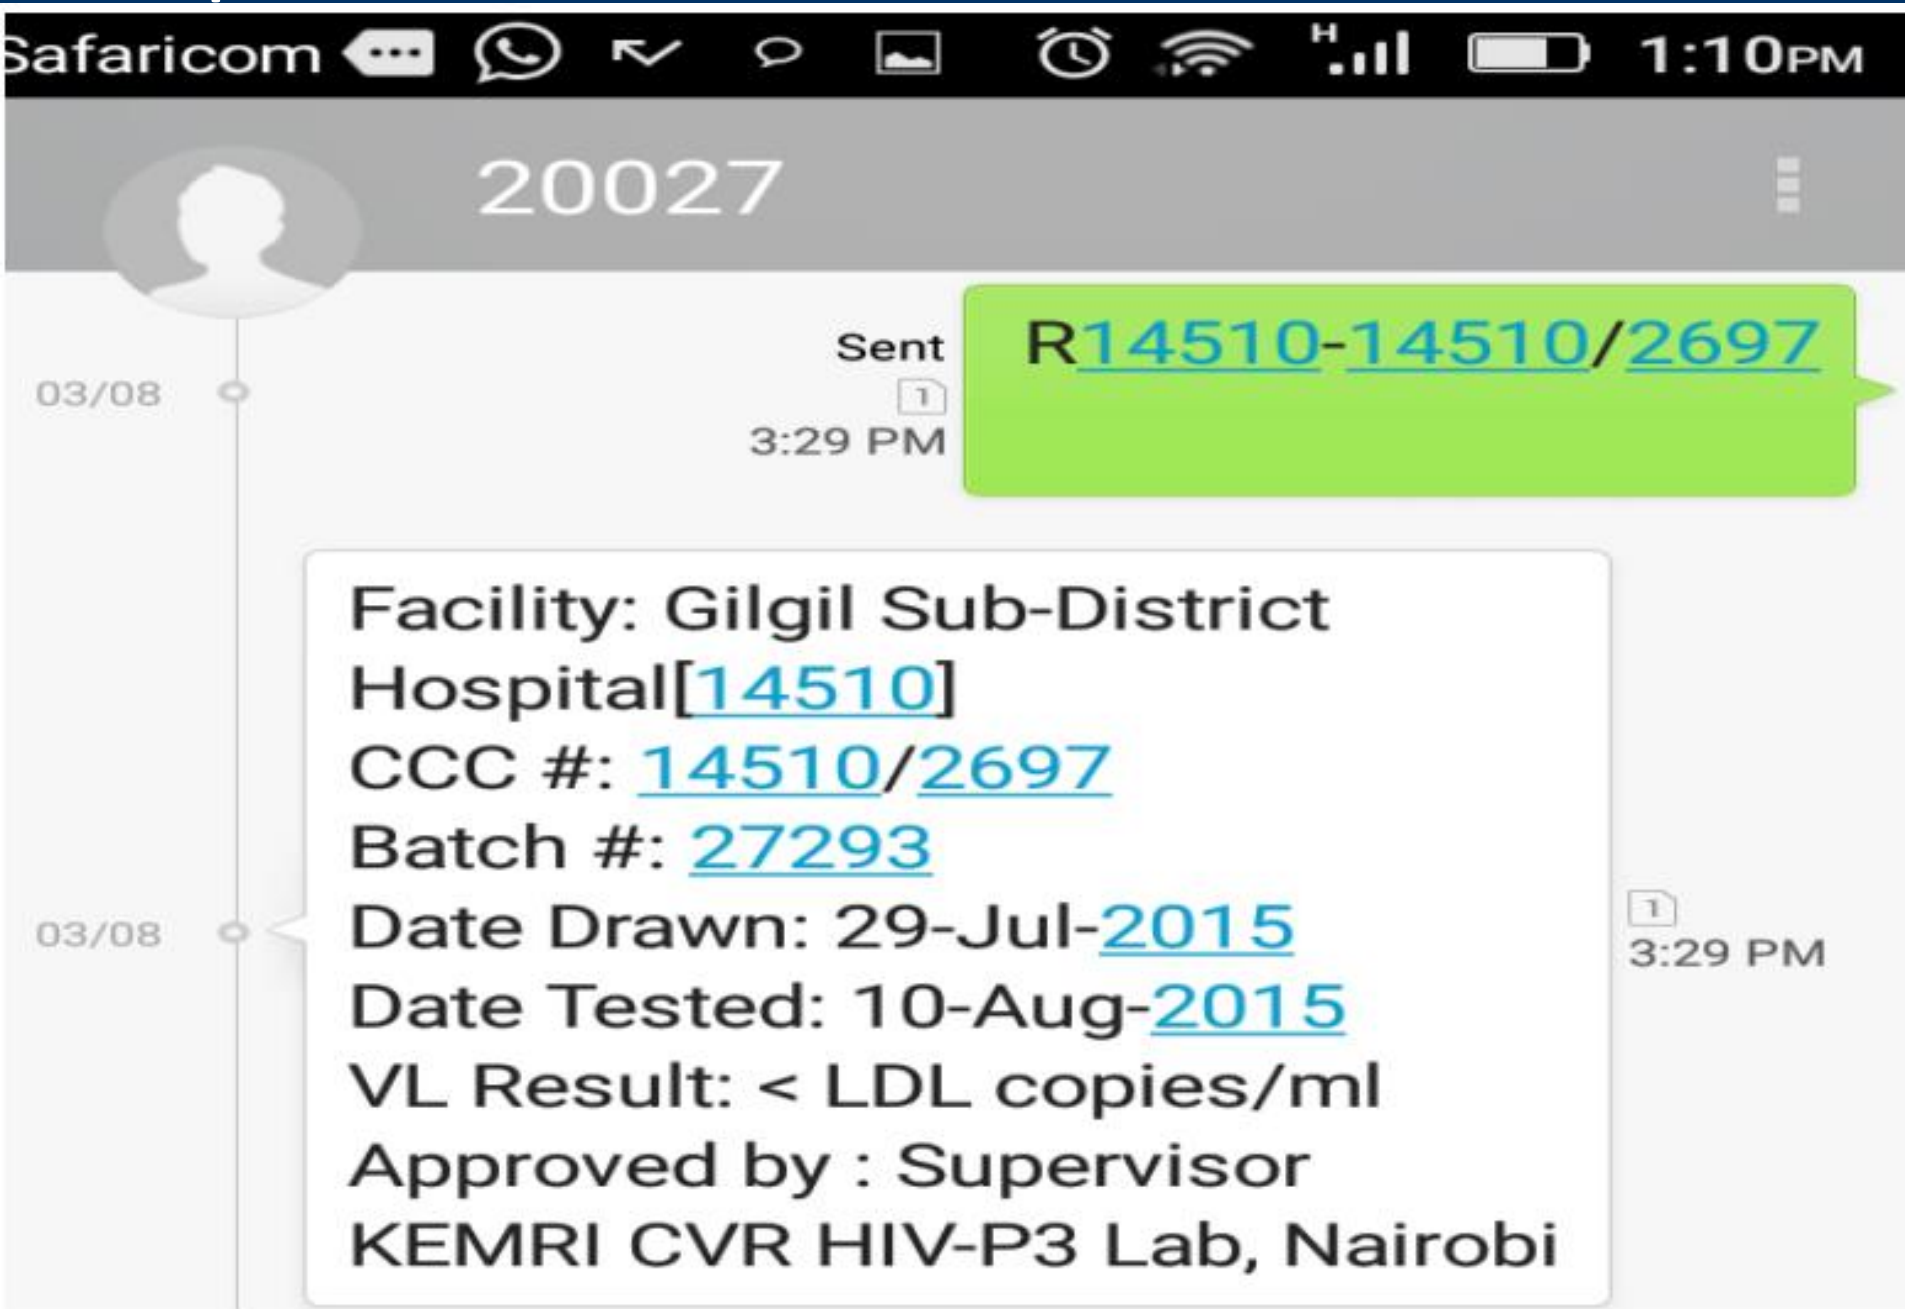 Safaricom H 1:10PM
20027
Sent
R14510-14510/2697
03/08
1
3:29 PM
Facility: Gilgil Sub-District
Hospital[14510]
CCC #: 14510/2697
Batch #: 27293
Date Drawn: 29-Jul-2015
03/08
1
3:29 PM
Date Tested: 10-Aug-2015
VL Result: < LDL copies/ml
Approved by : Supervisor
KEMRI CVR HIV-P3 Lab, Nairobi